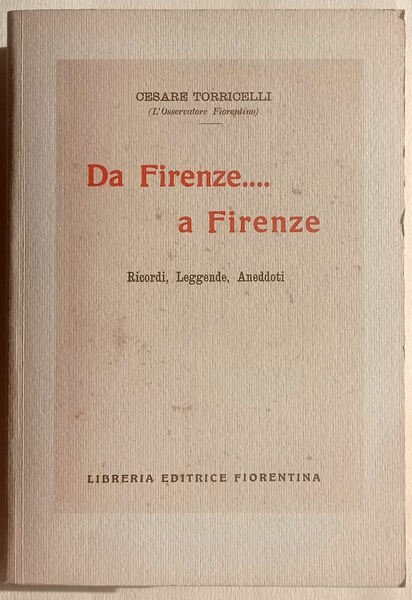 CESARE TORRICELLI
(L'Osservatore Fiorentino)
Da Firenze....
a Firenze
Ricordi, Leggende, Aneddoti
LIBRERIA EDITRICE FIORENTINA